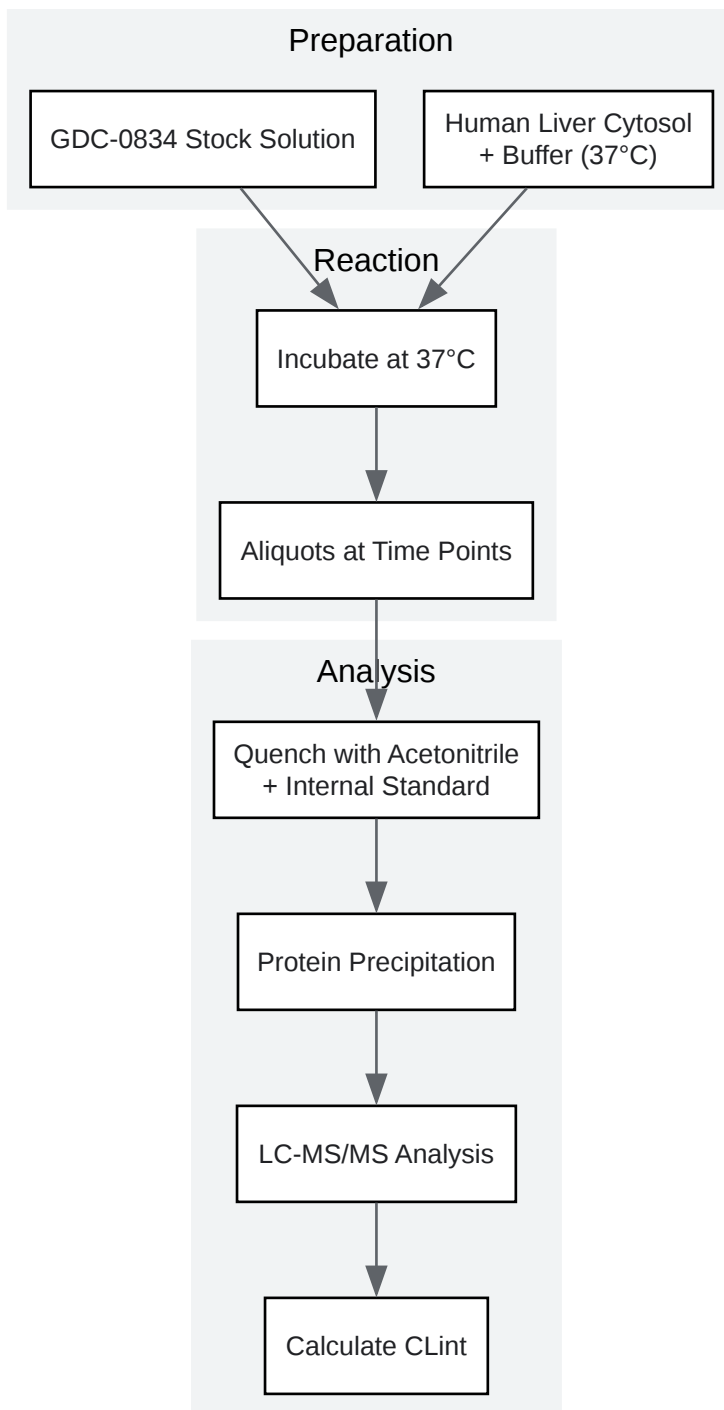 Preparation
GDC-0834 Stock Solution
Human Liver Cytosol
+ Buffer (37°C)
Reaction
Incubate at 37°C
Aliquots at Time Points
Analysis
Quench with Acetonitrile
+ Internal Standard
Protein Precipitation
LC-MS/MS Analysis
Calculate CLint